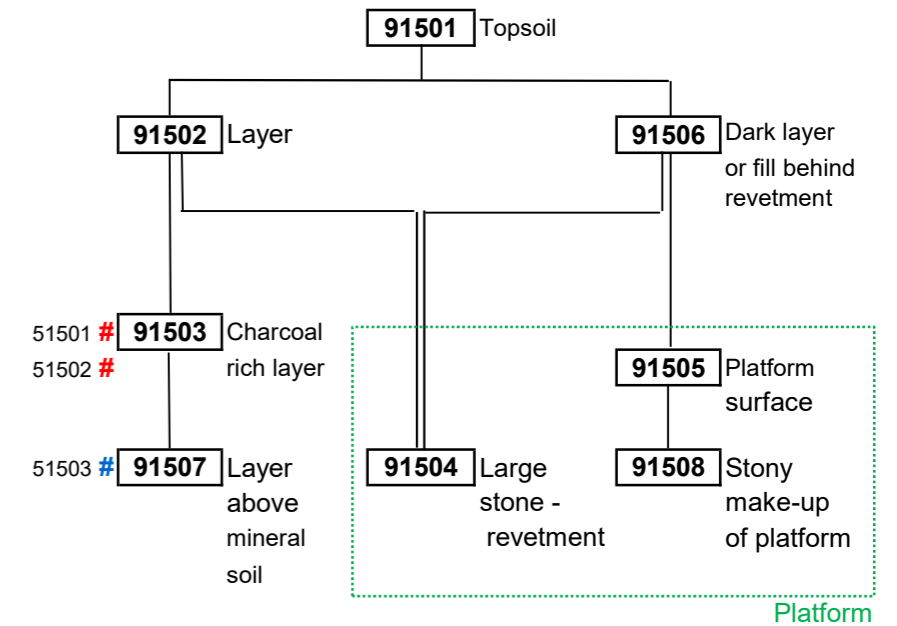 91501 Topsoil
91502 Layer
91506 Dark layer
or fill behind
revetment
51501 # 91503 Charcoal
51502 # rich layer
91505 Platform
surface
51503 # 91507 Layer
above
mineral
soil
91504 Large
stone -
revetment
91508 Stony
make-up
of platform
Platform